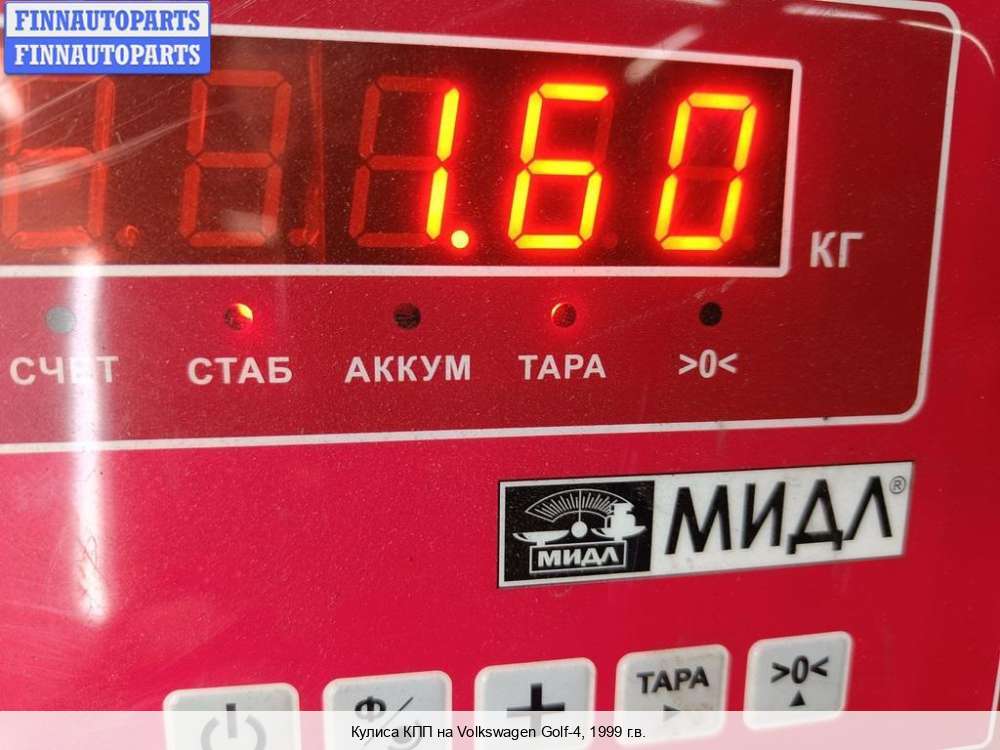 FINNAUTOPARTS
FINNAUTOPARTS
1.60
КГ
СЧЕТ СТАБ АККУМ ТАРА >0<
МИДЛ МИДЛ®
Ф
+ ТАРА >0<
Кулиса КПП на Volkswagen Golf-4, 1999 г.в.